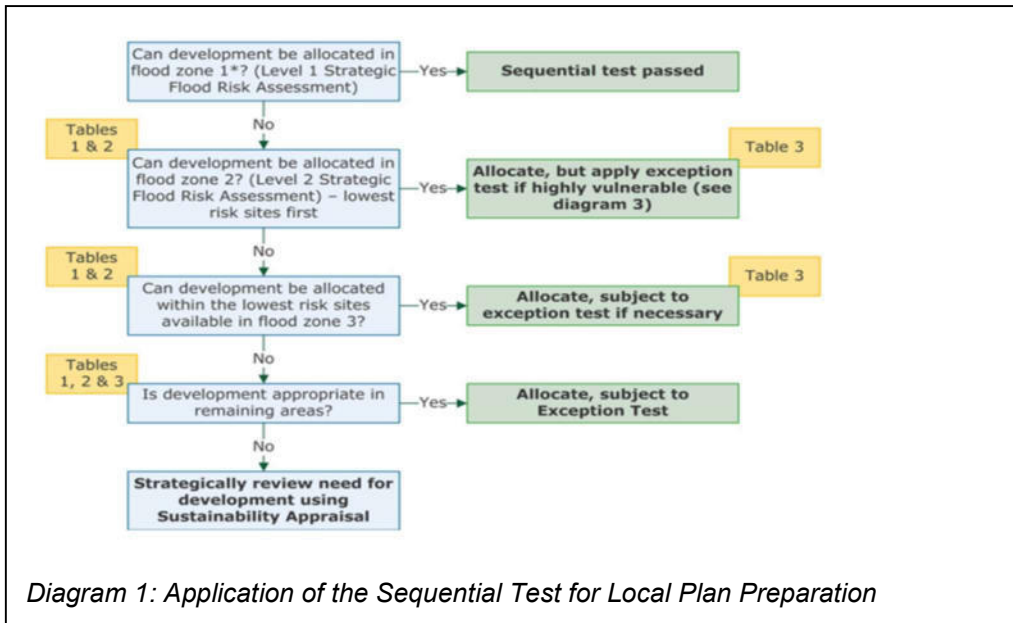 Can development be allocated in
flood zone 1*? (Level 1 Strategic
Flood Risk Assessment)
Yes
Sequential test passed
No
Tables
1 & 2
Can development be allocated in
flood zone 2? (Level 2 Strategic
Flood Risk Assessment) – lowest
risk sites first
Yes
Table 3
Allocate, but apply exception
test if highly vulnerable (see
diagram 3)
No
Tables
1 & 2
Can development be allocated
within the lowest risk sites
available in flood zone 3?
Yes
Table 3
Allocate, subject to
exception test if necessary
No
Tables
1, 2 & 3
Is development appropriate in
remaining areas?
Yes
Allocate, subject to
Exception Test
No
Strategically review need for
development using
Sustainability Appraisal
Diagram 1: Application of the Sequential Test for Local Plan Preparation